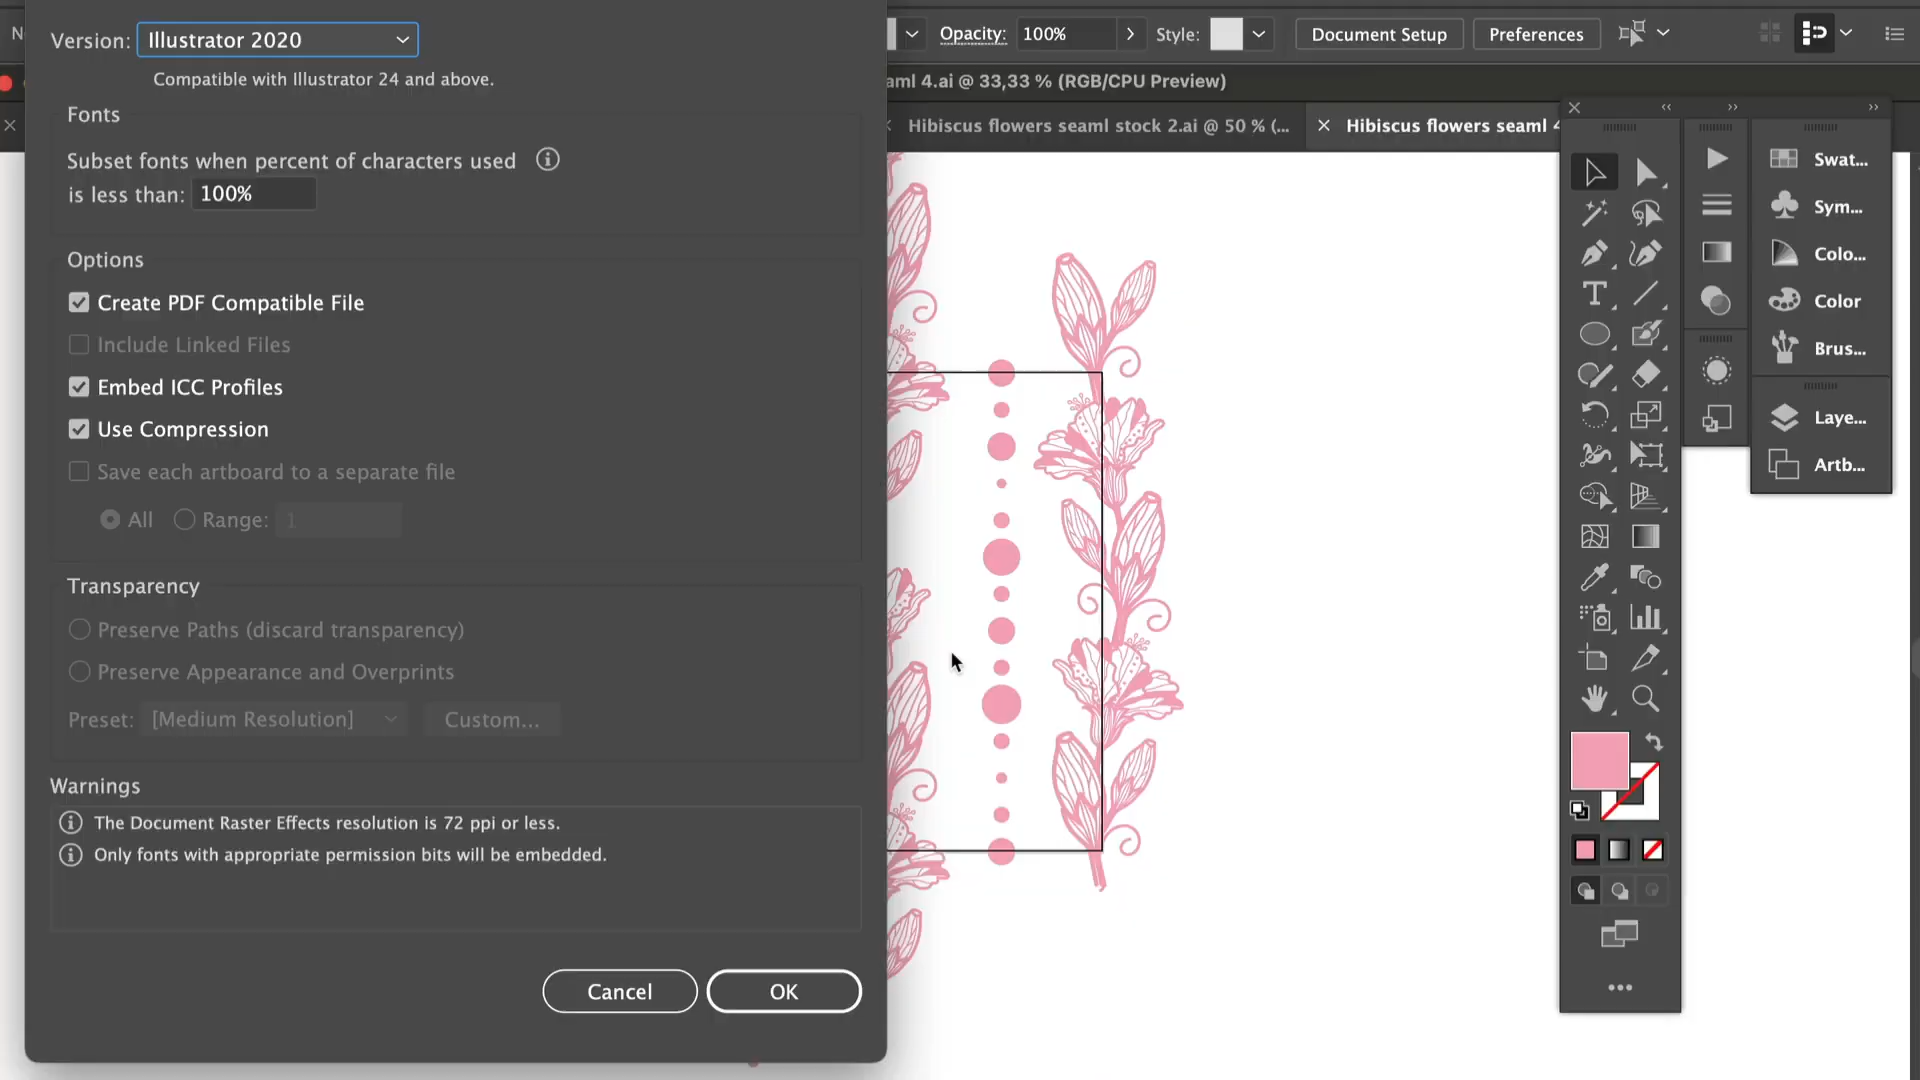 N
Version: Illustrator 2020
Opacity: 100% Style: Document Setup Preferences
Compatible with Illustrator 24 and above.
aml 4.ai @ 33,33 % (RGB/CPU Preview)
Hibiscus flowers seaml stock 2.ai @ 50 % (... Hibiscus flowers seaml 4
Fonts
Subset fonts when percent of characters used
is less than: 100%
Options
Create PDF Compatible File
Include Linked Files
Embed ICC Profiles
Use Compression
Save each artboard to a separate file
All Range: 1
Transparency
Preserve Paths (discard transparency)
Preserve Appearance and Overprints
Preset: [Medium Resolution] Custom...
Warnings
The Document Raster Effects resolution is 72 ppi or less.
Only fonts with appropriate permission bits will be embedded.
Cancel OK
Swat...
Sym...
Colo...
Color
Brus...
Laye...
Artb...